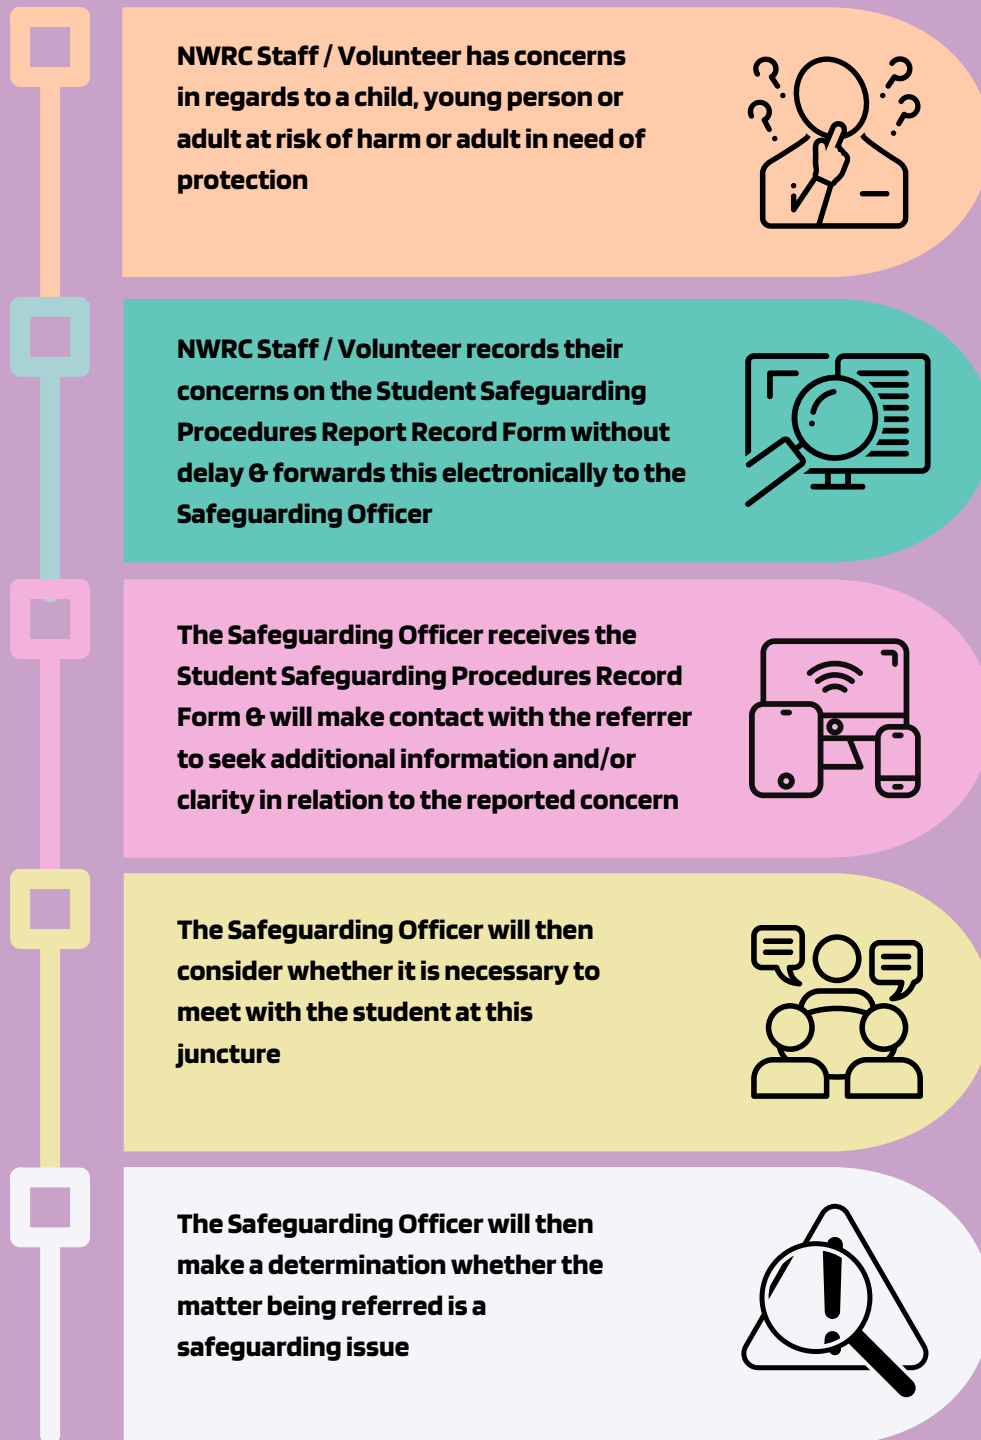 NWRC Staff / Volunteer has concerns
in regards to a child, young person or
adult at risk of harm or adult in need of
protection
NWRC Staff / Volunteer records their
concerns on the Student Safeguarding
Procedures Report Record Form without
delay & forwards this electronically to the
Safeguarding Officer
The Safeguarding Officer receives the
Student Safeguarding Procedures Record
Form & will make contact with the referrer
to seek additional information and/or
clarity in relation to the reported concern
The Safeguarding Officer will then
consider whether it is necessary to
meet with the student at this
juncture
The Safeguarding Officer will then
make a determination whether the
matter being referred is a
safeguarding issue